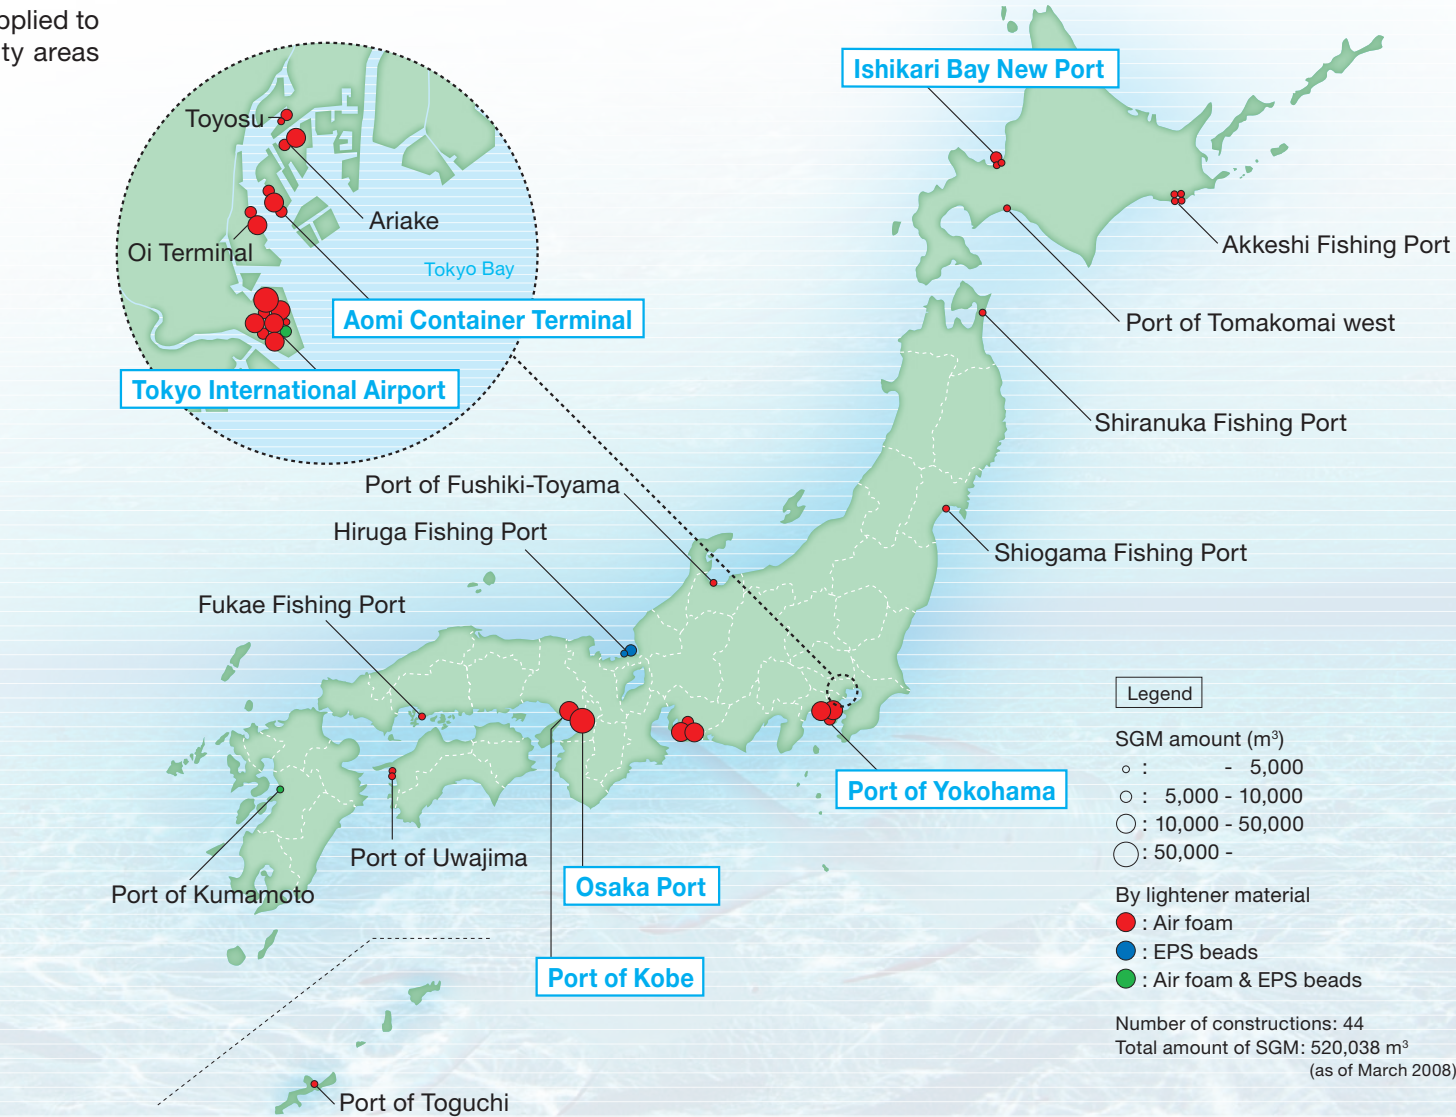 pplied to
ty areas
Ishikari Bay New Port
Toyosu
Ariake
Oi Terminal
Tokyo Bay
Akkeshi Fishing Port
Aomi Container Terminal
Port of Tomakomai west
Tokyo International Airport
Shiranuka Fishing Port
Port of Fushiki-Toyama
Hiruga Fishing Port
Shiogama Fishing Port
Fukae Fishing Port
Legend
SGM amount (m³)
: - 5,000
: 5,000 - 10,000
: 10,000 - 50,000
: 50,000 -
Port of Yokohama
Port of Uwajima
Osaka Port
Port of Kumamoto
By lightener material
: Air foam
: EPS beads
: Air foam & EPS beads
Port of Kobe
Number of constructions: 44
Total amount of SGM: 520,038 m³
(as of March 2008)
Port of Toguchi